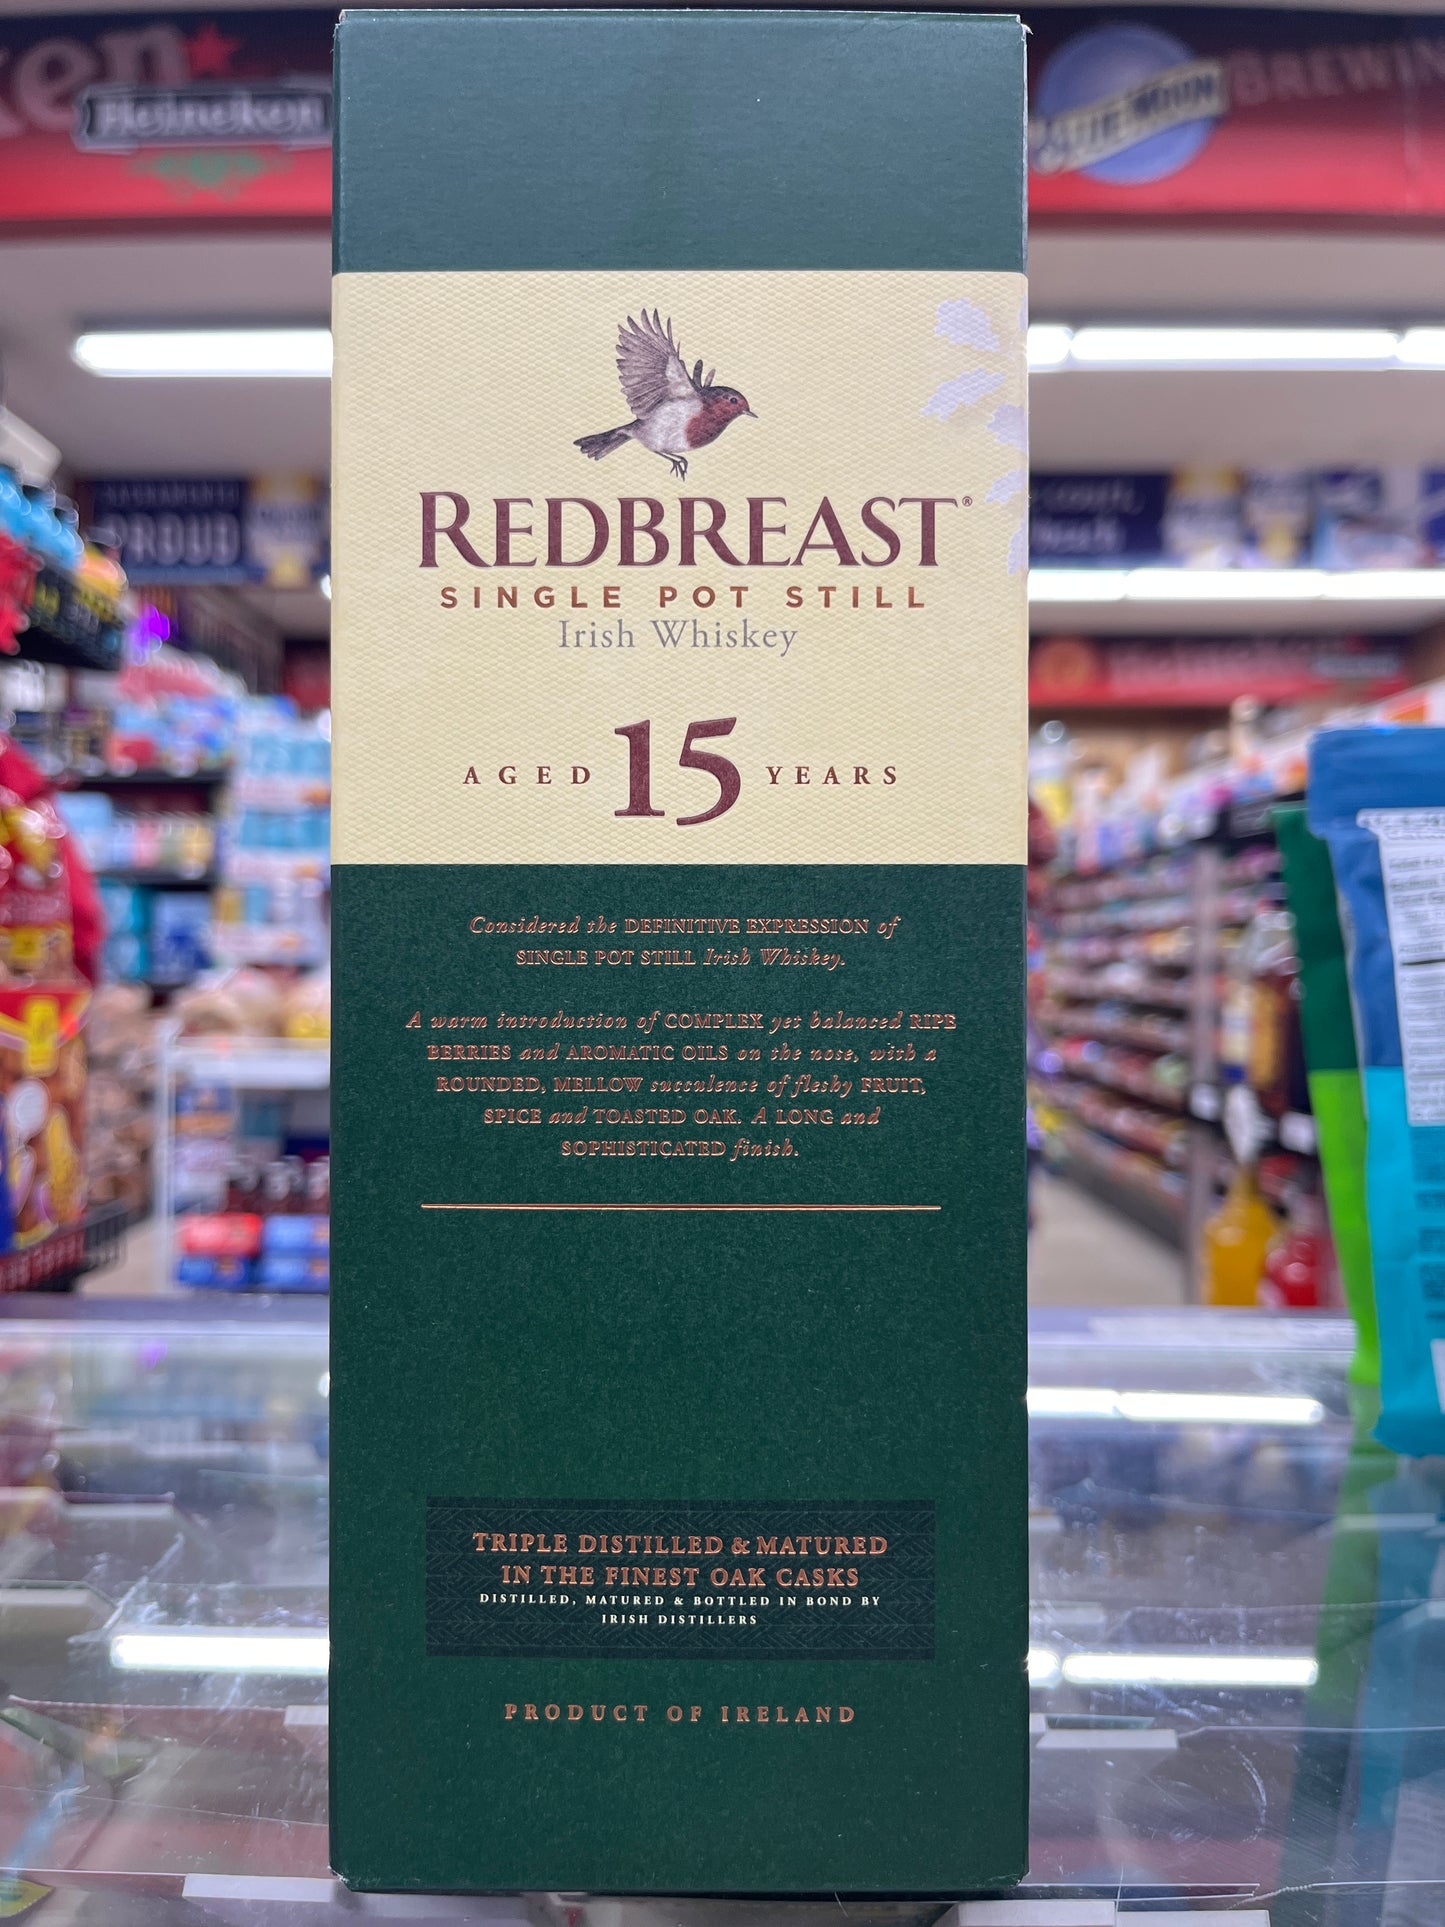 Heineken
BLUE MOON
BREWIN
PROUD
REDBREAST®
SINGLE POT STILL
Irish Whiskey
AGED 15 YEARS
Considered the DEFINITIVE EXPRESSION of
SINGLE POT STILL Irish Whiskey.
A warm introduction of COMPLEX yet balanced RIPE
BERRIES and AROMATIC OILS on the nose, with a
ROUNDED, MELLOW succulence of fleshy FRUIT,
SPICE and TOASTED OAK. A LONG and
SOPHISTICATED finish.
TRIPLE DISTILLED & MATURED
IN THE FINEST OAK CASKS
DISTILLED, MATURED & BOTTLED IN BOND BY
IRISH DISTILLERS
PRODUCT OF IRELAND